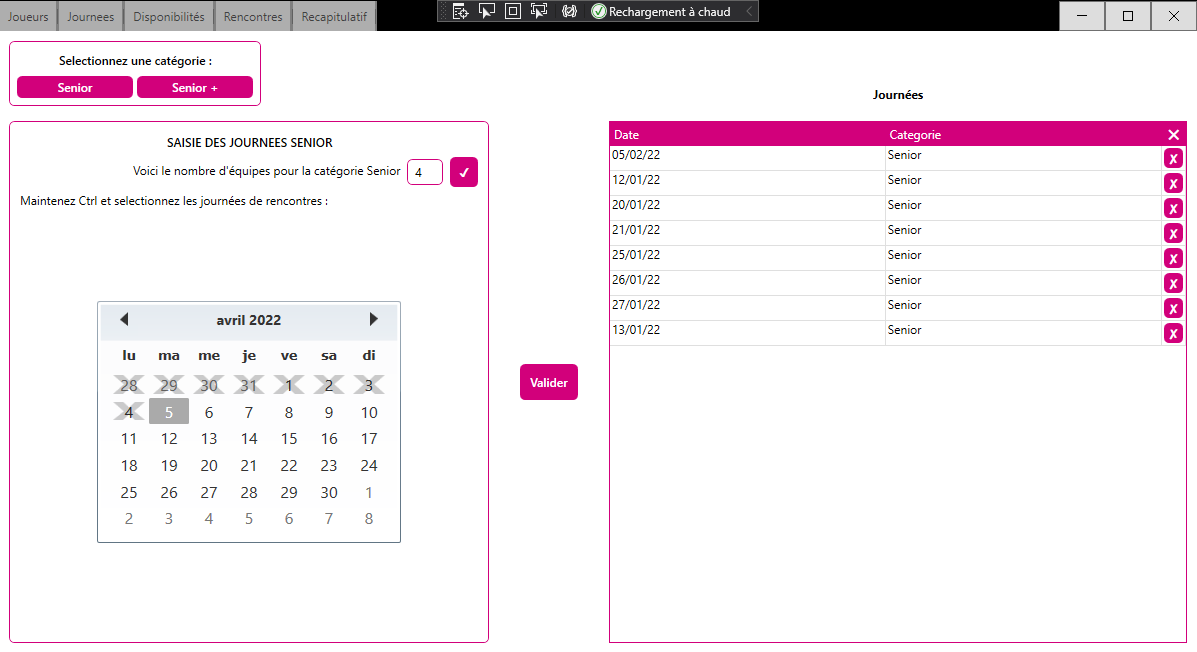 Joueurs Journees Disponibilités Rencontres Recapitulatif Rechargement à chaud
Selectionnez une catégorie :
Senior Senior +
Journées
SAISIE DES JOURNEES SENIOR
Voici le nombre d'équipes pour la catégorie Senior 4 ✓
Maintenez Ctrl et selectionnez les journées de rencontres :
avril 2022
lu ma me je ve sa di
28 29 30 31 1 2 3
4 5 6 7 8 9 10
11 12 13 14 15 16 17
18 19 20 21 22 23 24
25 26 27 28 29 30 1
2 3 4 5 6 7 8
Valider
Date Categorie ✕
05/02/22 Senior X
12/01/22 Senior X
20/01/22 Senior X
21/01/22 Senior X
25/01/22 Senior X
26/01/22 Senior X
27/01/22 Senior X
13/01/22 Senior X